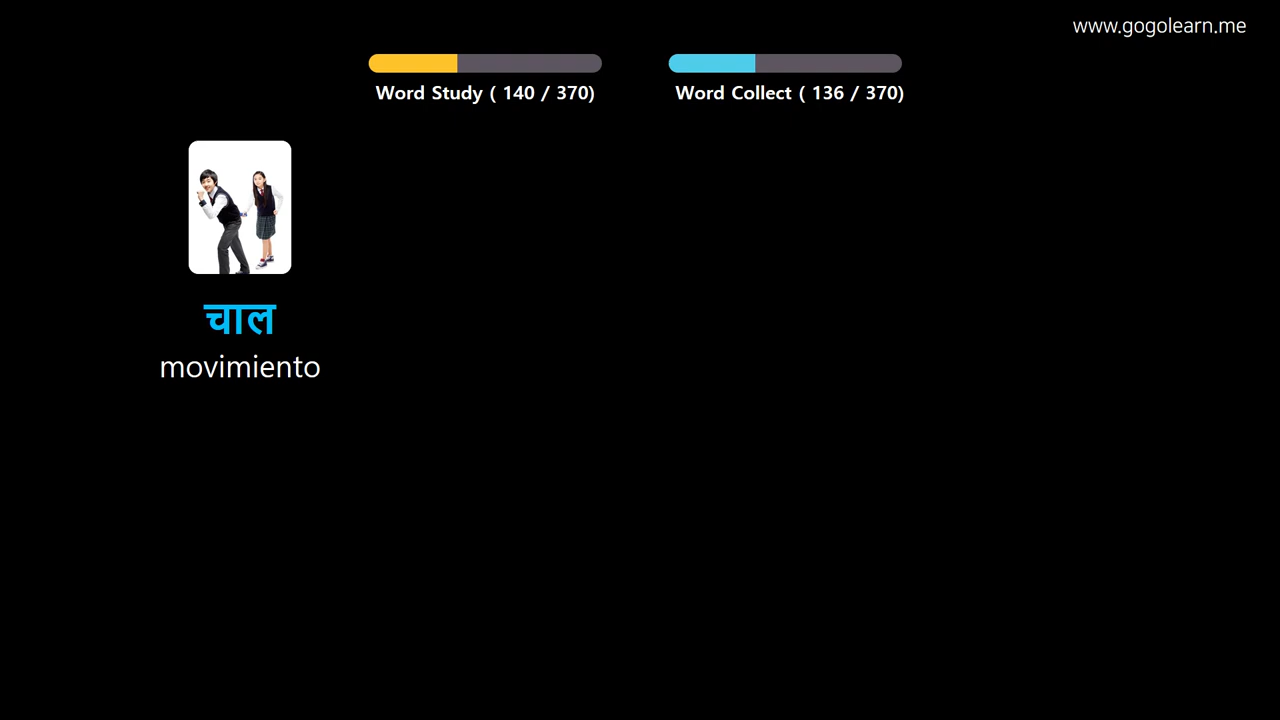 www.gogolearn.me
Word Study ( 140 / 370)
Word Collect ( 136 / 370)
चाल
movimiento